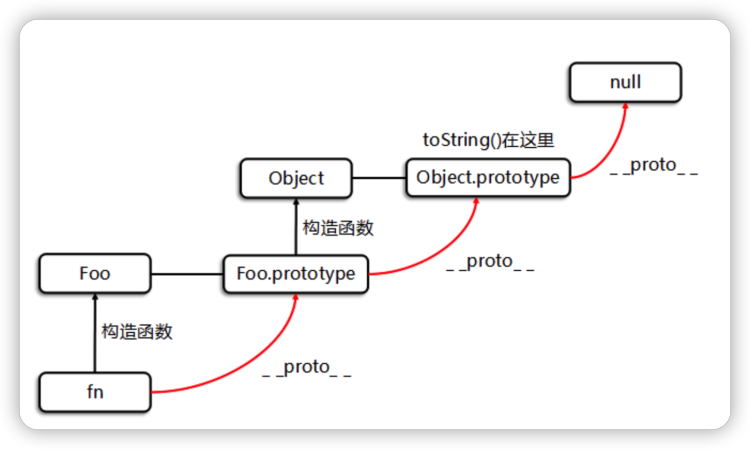 null
toString()在这里
Object
Object.prototype
_ _proto_ _
构造函数
Foo
Foo.prototype
_ _proto_ _
构造函数
_ _proto_ _
fn